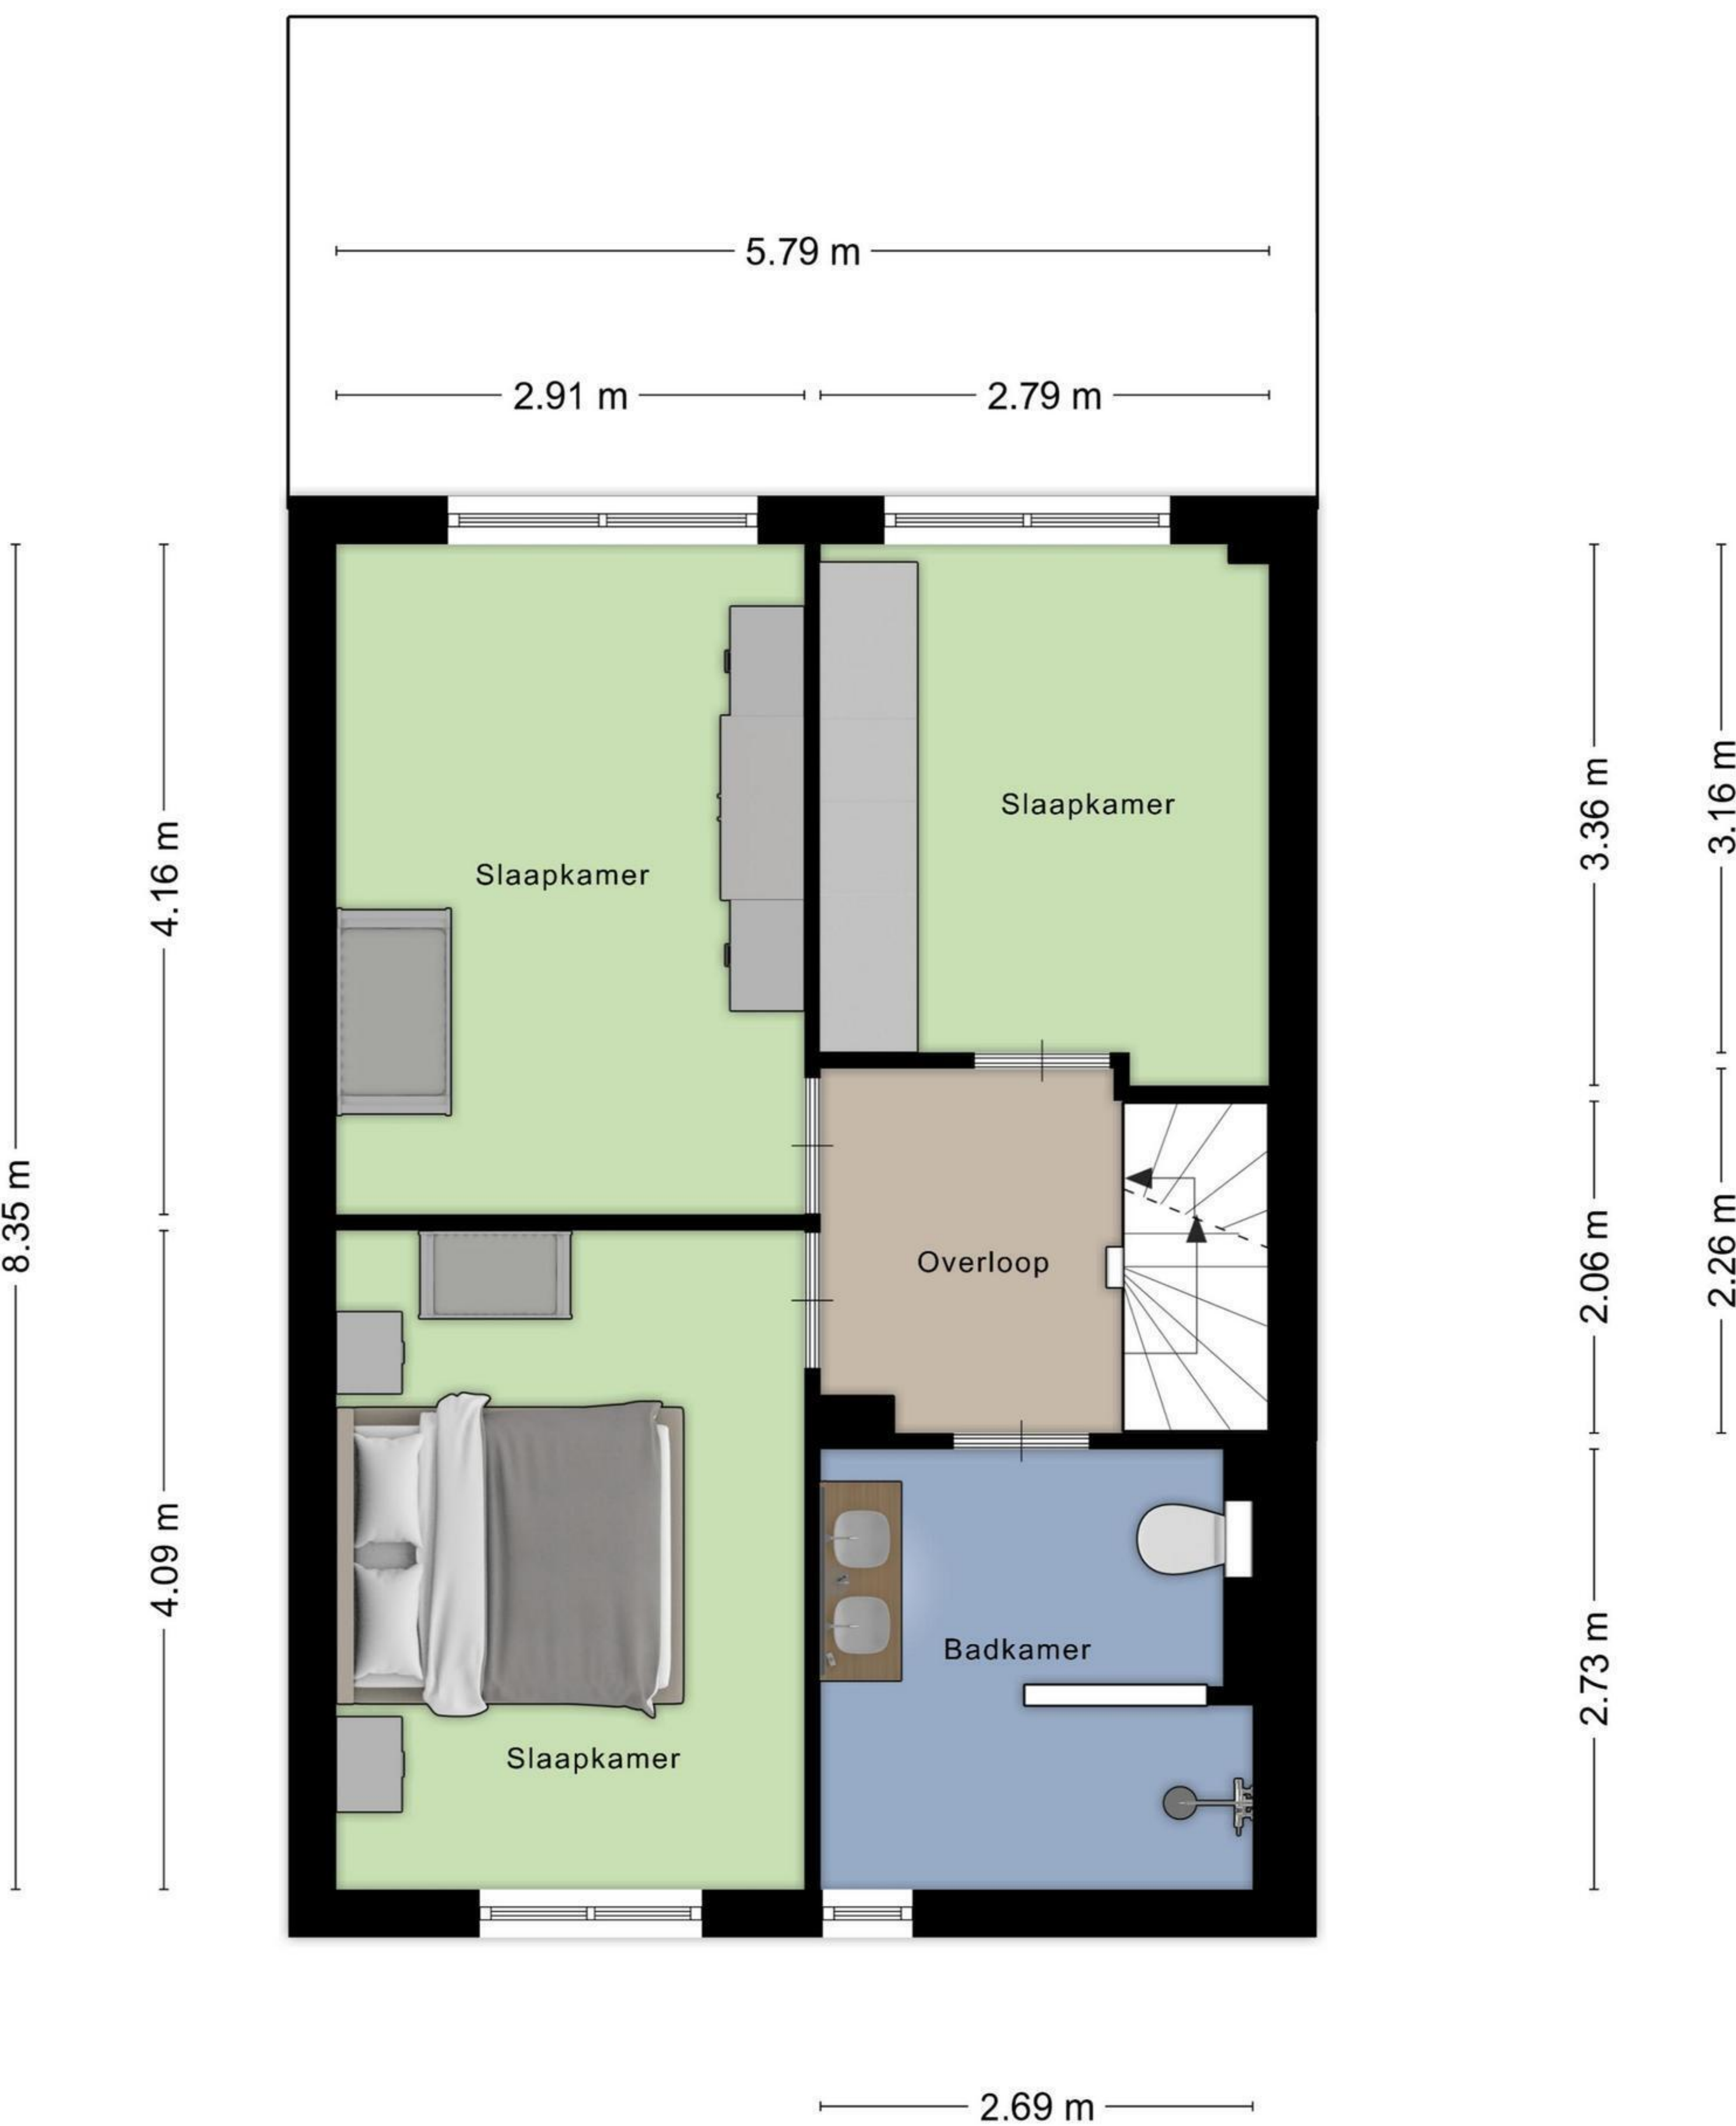 5.79 m
2.91 m
2.79 m
Slaapkamer
Slaapkamer
3.36 m
3.16 m
4.16 m
8.35 m
Overloop
2.06 m
2.26 m
4.09 m
Badkamer
2.73 m
Slaapkamer
2.69 m